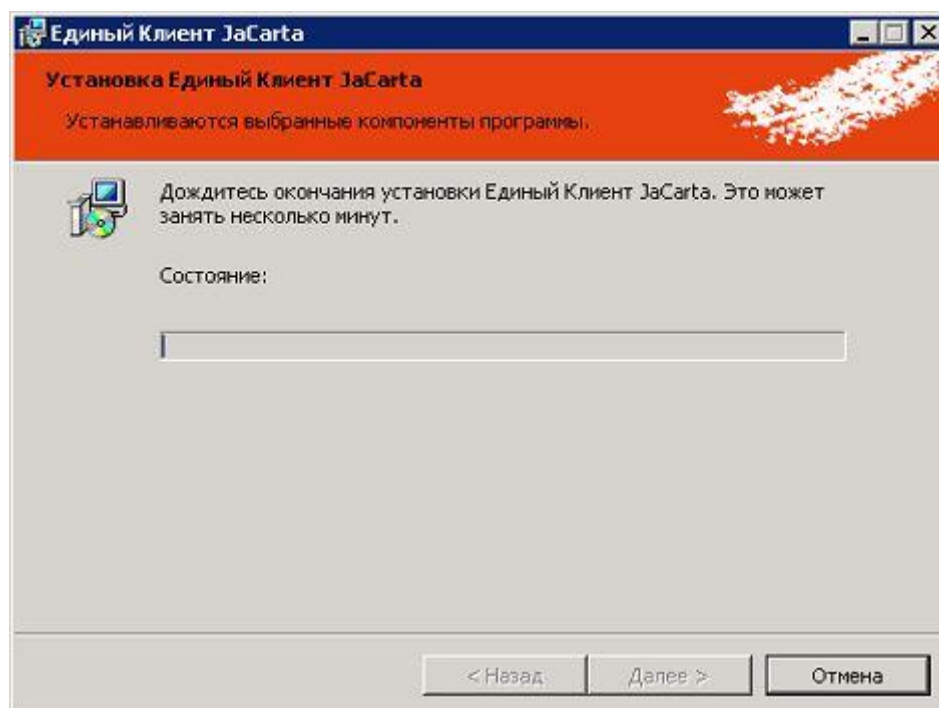 Единый Клиент JaCarta
Установка Единый Клиент JaCarta
Устанавливаются выбранные компоненты программы.
Дождитесь окончания установки Единый Клиент JaCarta. Это может
занять несколько минут.
Состояние:
< Назад
Далее >
Отмена